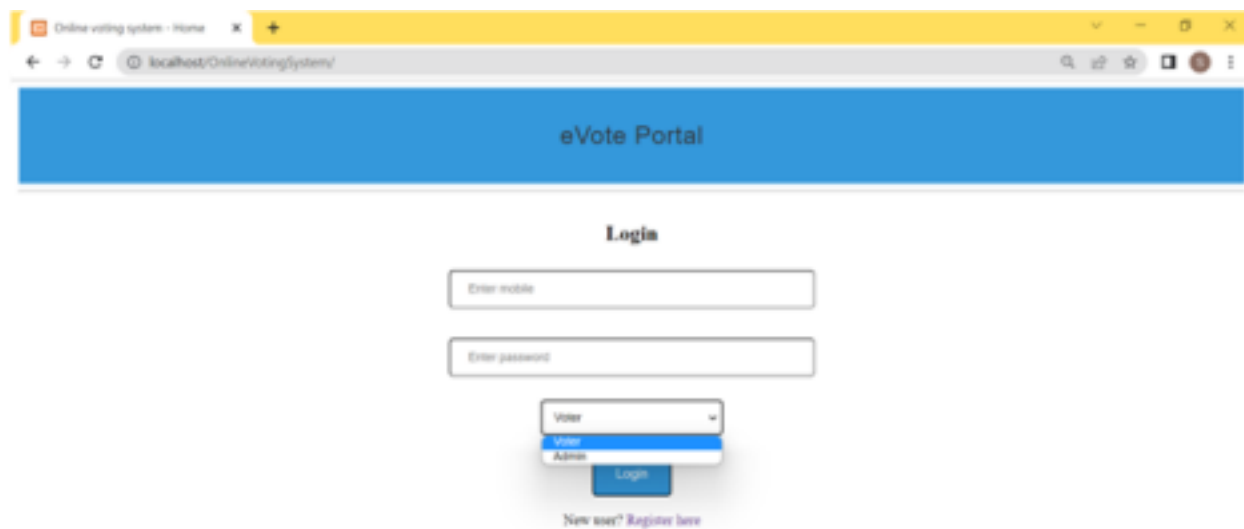 Online voting system - Home
localhost/OnlineVotingSystem/
eVote Portal
Login
Enter mobile
Enter password
Voter
Voter
Admin
Login
New user? Register here